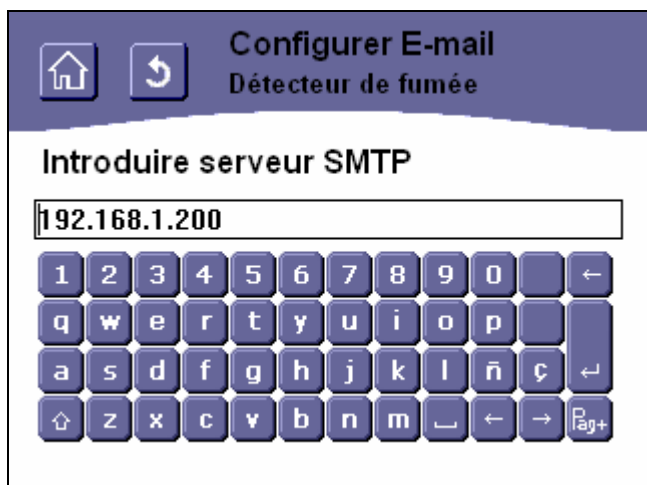 Configurer E-mail
Détecteur de fumée
Introduire serveur SMTP
192.168.1.200
1 2 3 4 5 6 7 8 9 0 ←
q w e r t y u i o p
a s d f g h j k l ñ ç ↵
⇧ z x c v b n m ⎵ ← → Pag+